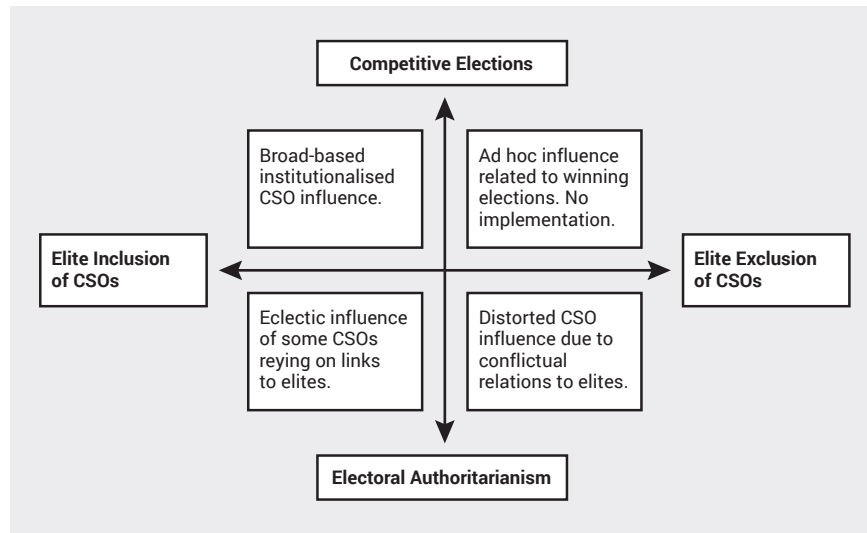 Competitive Elections
Broad-based
institutionalised
CSO influence.
Ad hoc influence
related to winning
elections. No
implementation.
Elite Inclusion
of CSOs
Elite Exclusion
of CSOs
Eclectic influence
of some CSOs
reying on links
to elites.
Distorted CSO
influence due to
conflictual
relations to elites.
Electoral Authoritarianism